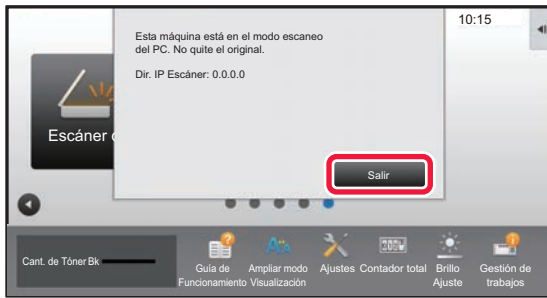 10:15
Esta máquina está en el modo escaneo
del PC. No quite el original.
Dir. IP Escáner: 0.0.0.0
Escáner
Salir
Cant. de Tóner Bk
Guía de
Funcionamiento
Ampliar modo
Visualización
Ajustes
Contador total
Brillo
Ajuste
Gestión de
trabajos